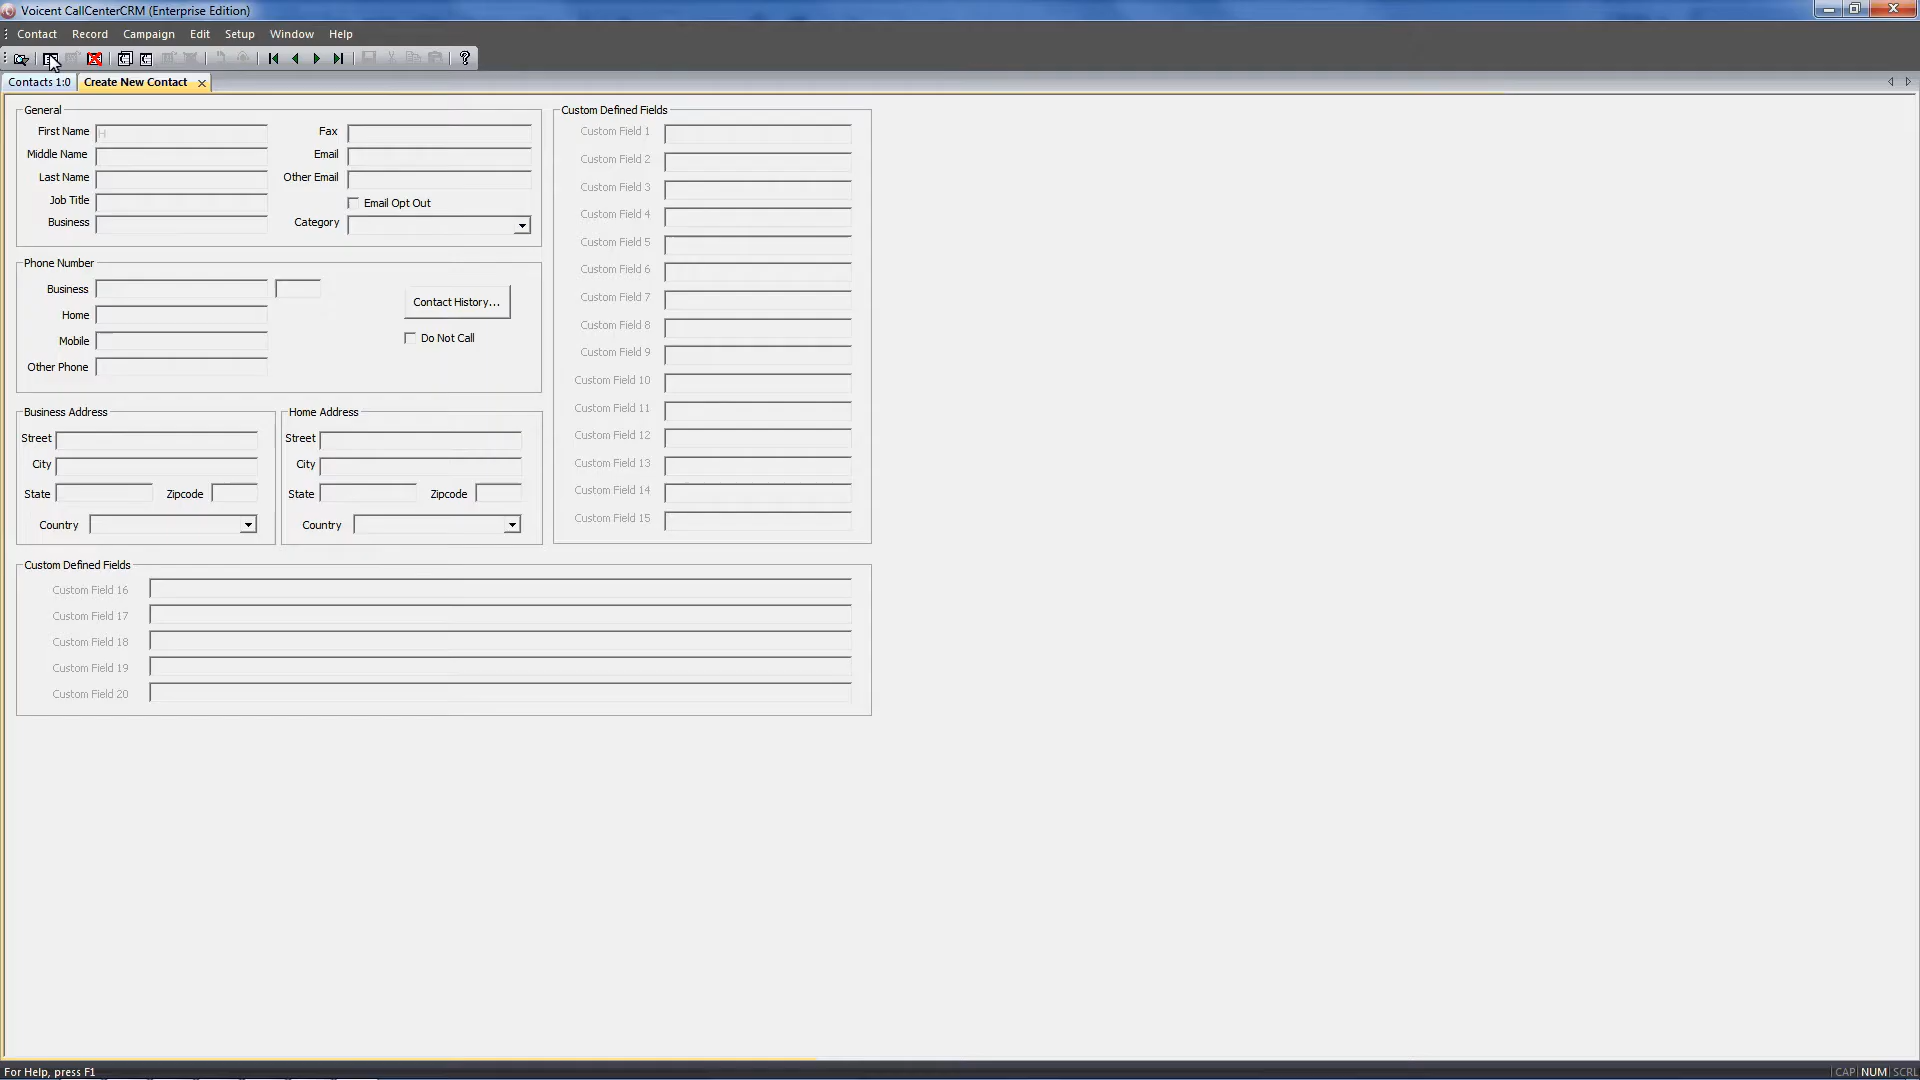 Voicent CallCenterCRM (Enterprise Edition)
Contact Record Campaign Edit Setup Window Help
Contacts 1:0 Create New Contact
General
First Name H
Middle Name
Last Name
Job Title
Business
Fax
Email
Other Email
Email Opt Out
Category
Phone Number
Business
Home
Mobile
Other Phone
Contact History...
Do Not Call
Business Address
Street
City
State Zipcode
Country
Home Address
Street
City
State Zipcode
Country
Custom Defined Fields
Custom Field 1
Custom Field 2
Custom Field 3
Custom Field 4
Custom Field 5
Custom Field 6
Custom Field 7
Custom Field 8
Custom Field 9
Custom Field 10
Custom Field 11
Custom Field 12
Custom Field 13
Custom Field 14
Custom Field 15
Custom Defined Fields
Custom Field 16
Custom Field 17
Custom Field 18
Custom Field 19
Custom Field 20
For Help, press F1
CAP NUM SCRL